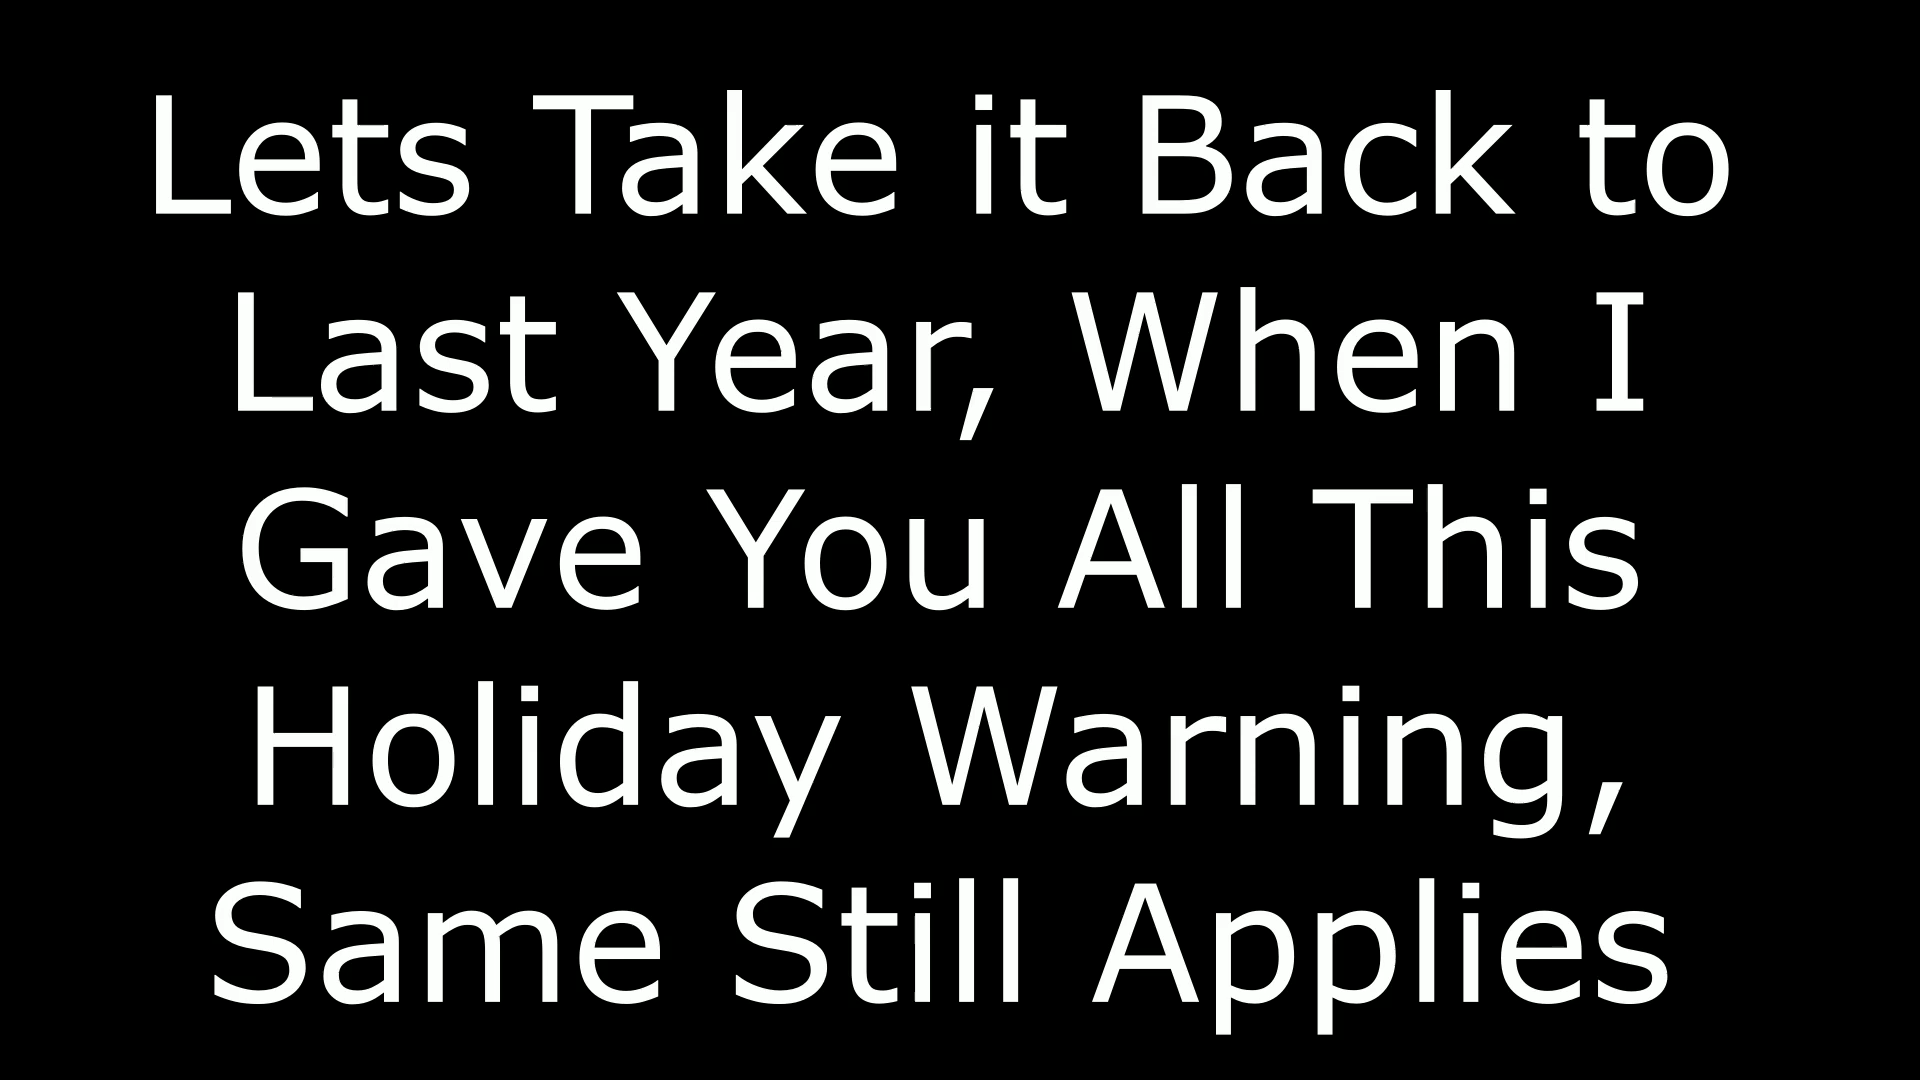 Lets Take it Back to
Last Year, When I
Gave You All This
Holiday Warning,
Same Still Applies